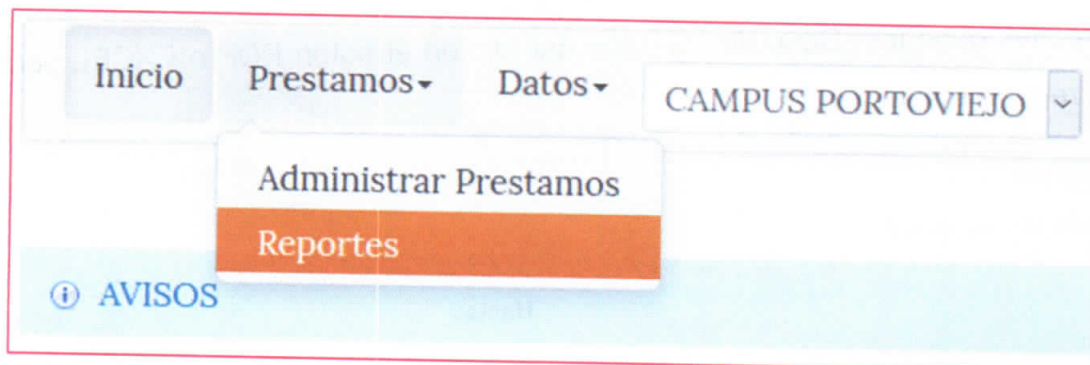 Inicio Prestamos Datos CAMPUS PORTOVIEJO
Administrar Prestamos
Reportes
AVISOS